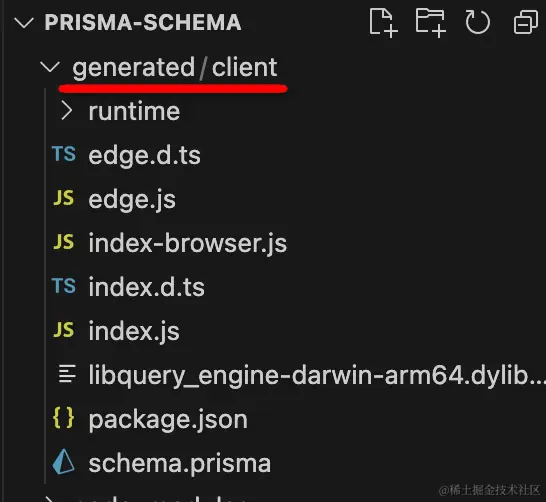 PRISMA-SCHEMA
generated/client
runtime
TS edge.d.ts
JS edge.js
JS index-browser.js
TS index.d.ts
JS index.js
libquery_engine-darwin-arm64.dylib...
{} package.json
schema.prisma
@稀土掘金技术社区